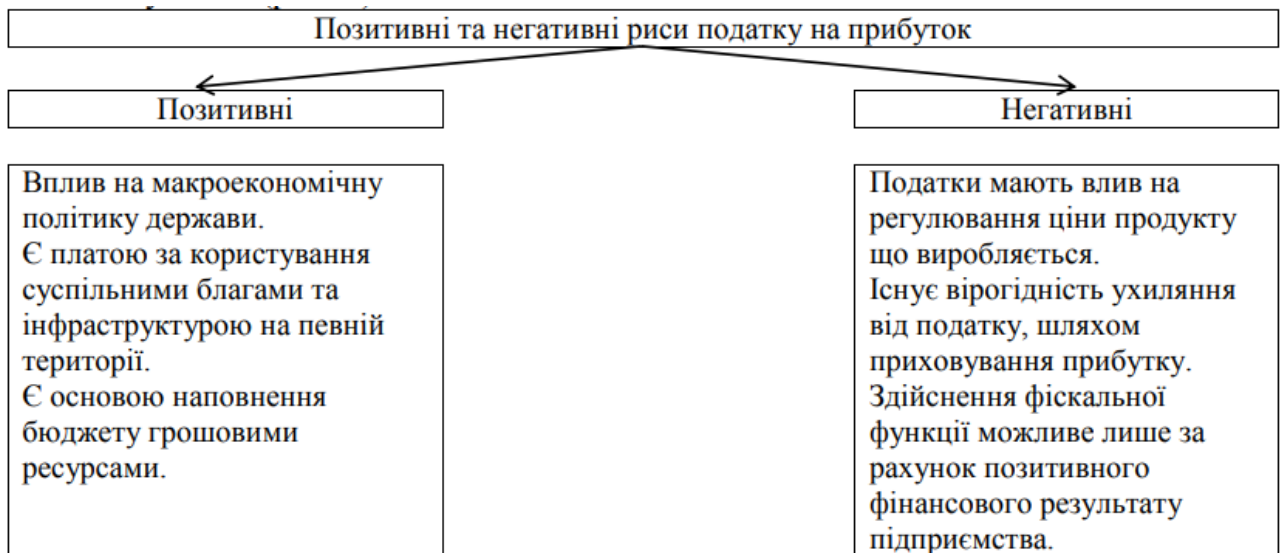 Позитивні та негативні риси податку на прибуток
Позитивні
Негативні
Вплив на макроекономічну
політику держави.
Є платою за користування
суспільними благами та
інфраструктурою на певній
території.
Є основою наповнення
бюджету грошовими
ресурсами.
Податки мають влив на
регулювання ціни продукту
що виробляється.
Існує вірогідність ухиляння
від податку, шляхом
приховування прибутку.
Здійснення фіскальної
функції можливе лише за
рахунок позитивного
фінансового результату
підприємства.